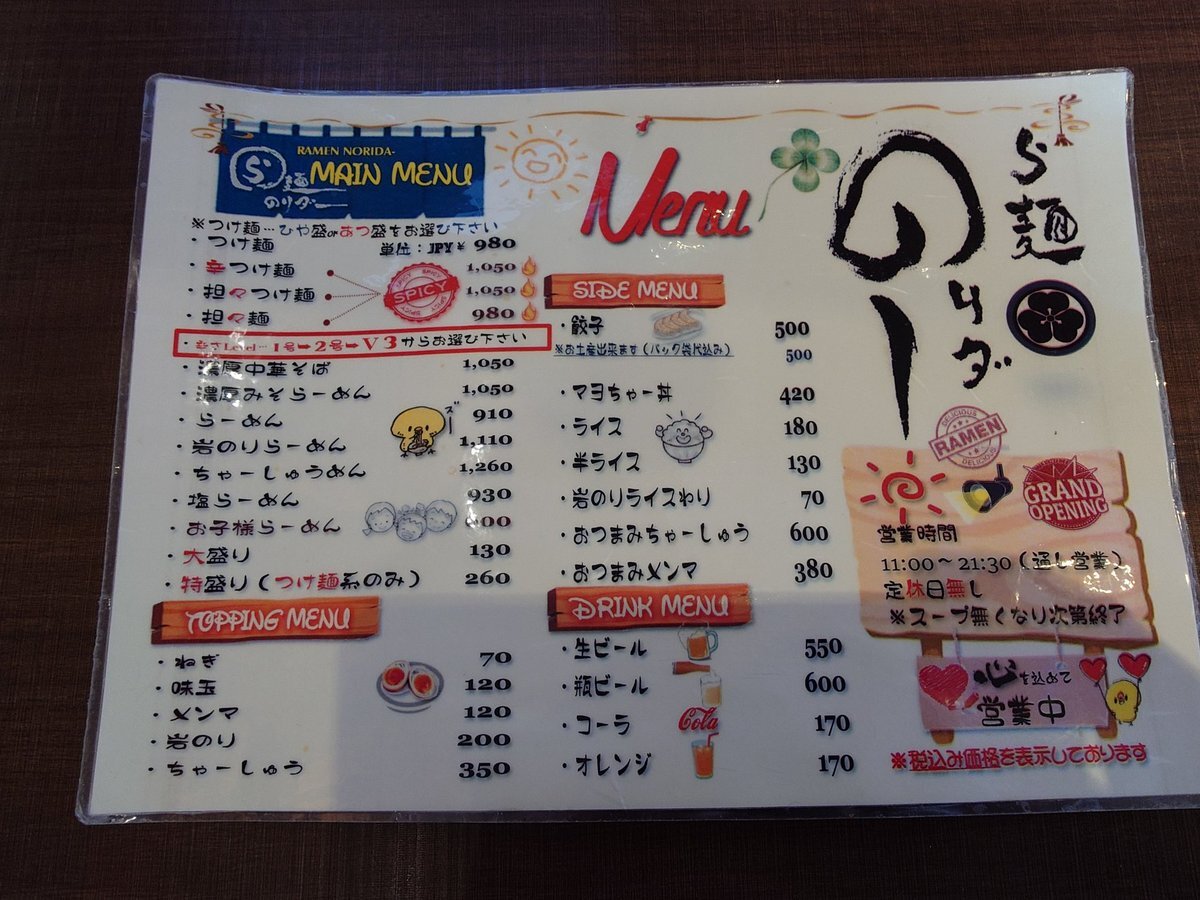 RAMEN NORIDA-
MAIN MENU
ら麺
のりダー
※つけ麺…ひや盛orあつ盛をお選び下さい
単位：JPY¥
・つけ麺 980
・辛つけ麺 1,050
・担々つけ麺 1,050
・担々麺 980
SPICY
・辛さLevel…1号➡2号➡V3からお選び下さい
・濃厚中華そば 1,050
・濃厚みそらーめん 1,050
・らーめん 910
・岩のりらーめん 1,110
・ちゃーしゅうめん 1,260
・塩らーめん 930
・お子様らーめん
・大盛り 130
・特盛り（つけ麺系のみ） 260
ズー
TOPPING MENU
・ねぎ 70
・味玉 120
・メンマ 120
・岩のり 200
・ちゃーしゅう 350
Menu
SIDE MENU
・餃子 500
※お土産出来ます（パック袋代込み） 500
・マヨちゃー丼 420
・ライス 180
・半ライス 130
・岩のりライスわり 70
・おつまみちゃーしゅう 600
・おつまみメンマ 380
DRINK MENU
・生ビール 550
・瓶ビール 600
・コーラ 170
Cola
・オレンジ 170
ら麺
のりダー
DELICIOUS
RAMEN
DELICIOUS
GRAND
OPENING
営業時間
11:00～21:30（通し営業）
定休日無し
※スープ無くなり次第終了
心を込めて
営業中
※税込み価格を表示しております